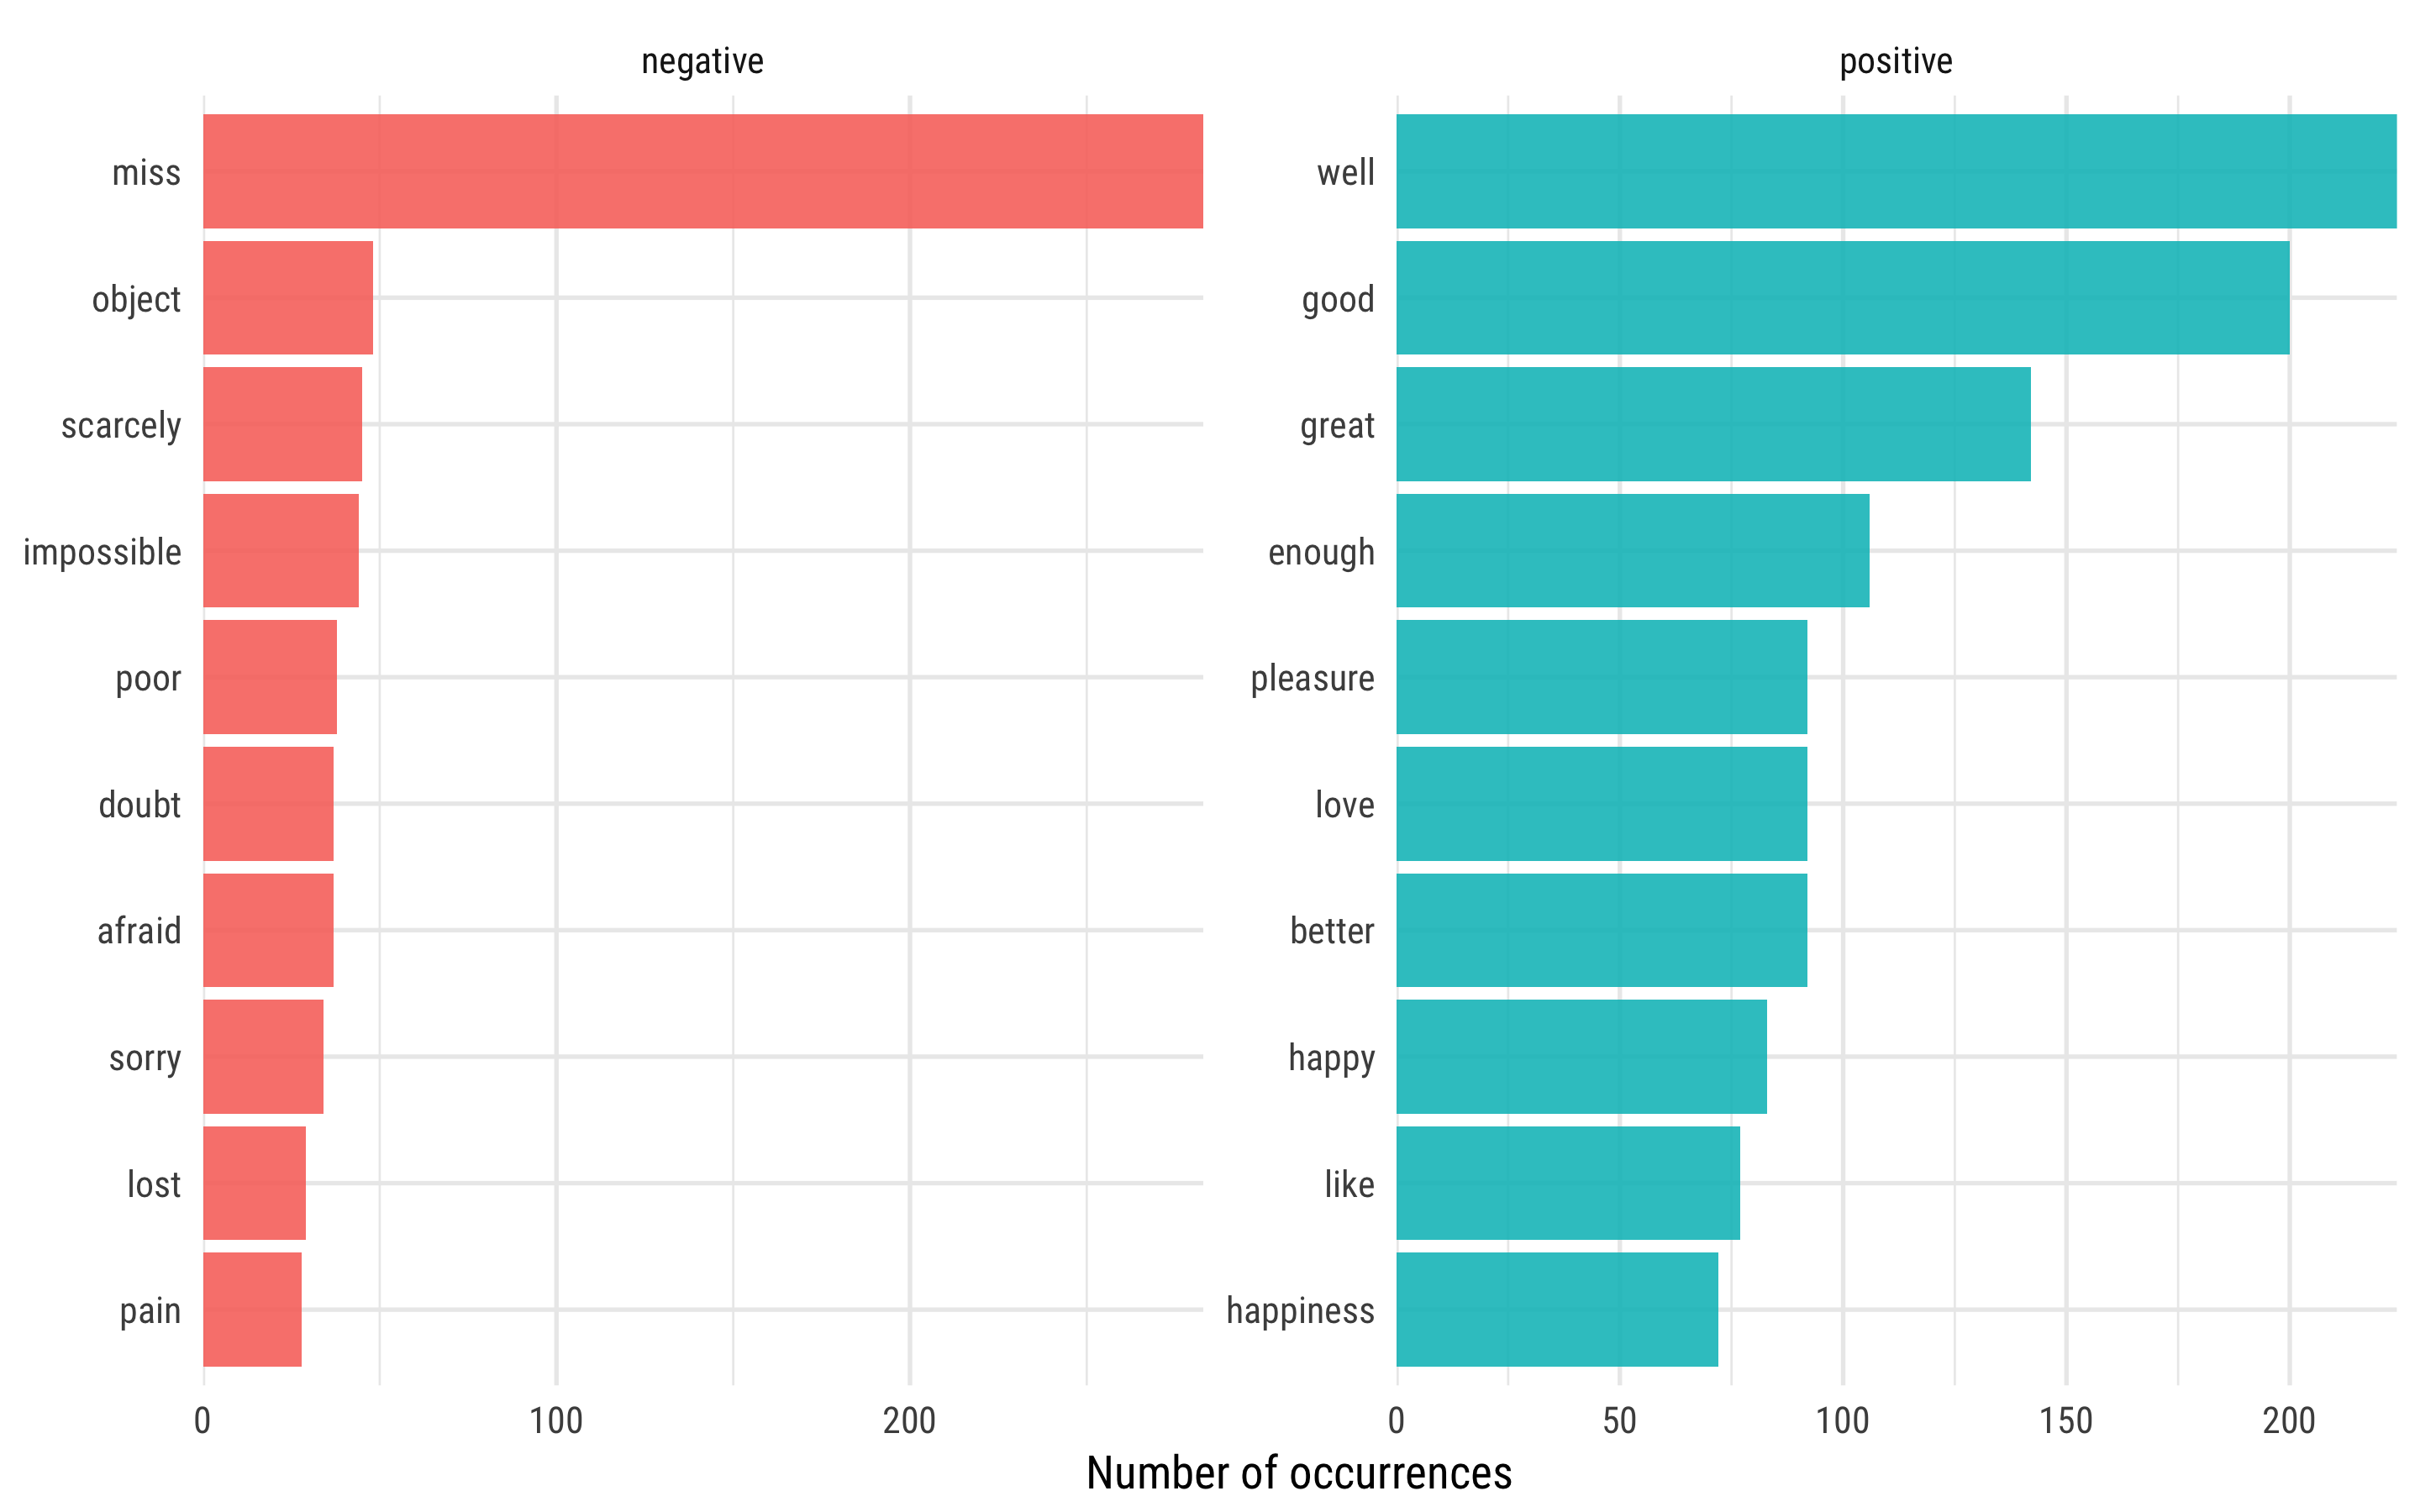 negative
miss
object
scarcely
impossible
poor
doubt
afraid
sorry
lost
pain
0 100 200
positive
well
good
great
enough
pleasure
love
better
happy
like
happiness
0 50 100 150 200
Number of occurrences